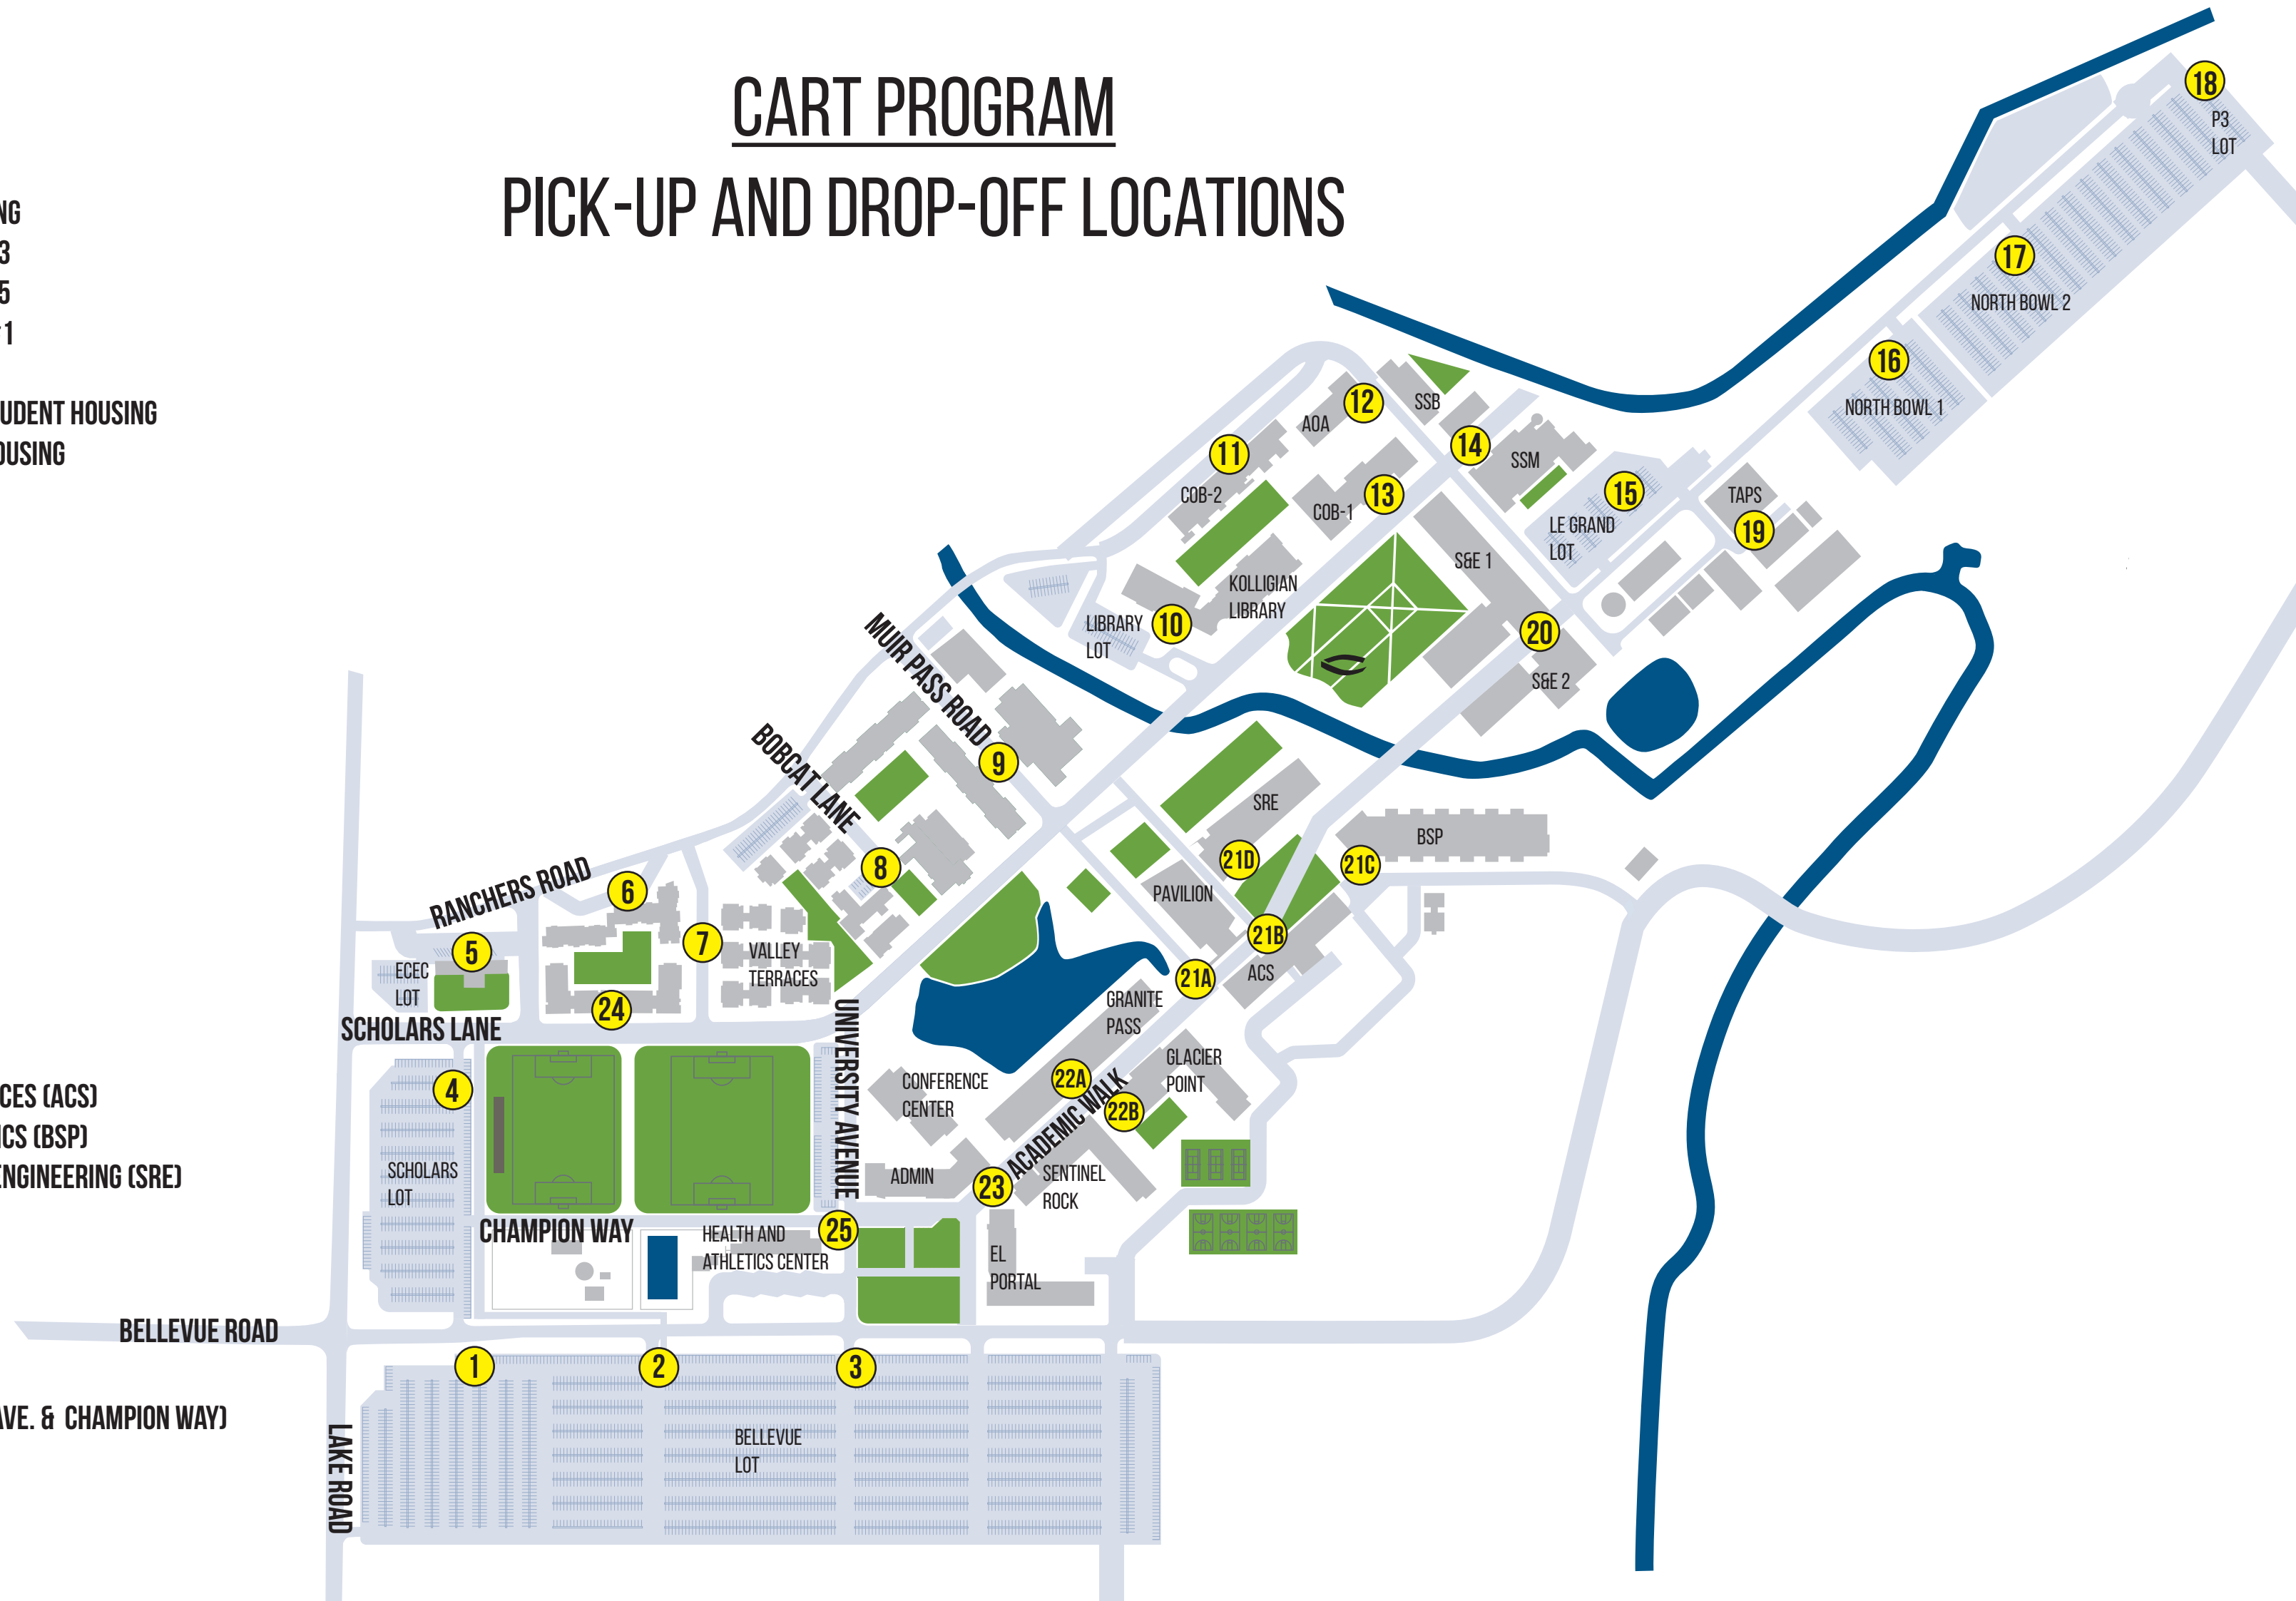 CART PROGRAM
PICK-UP AND DROP-OFF LOCATIONS
NG
3
5
1
UDENT HOUSING
OUSING
CES (ACS)
ICS (BSP)
ENGINEERING (SRE)
AVE. & CHAMPION WAY)
18
P3
LOT
17
NORTH BOWL 2
16
NORTH BOWL 1
12
SSB
AOA
14
11
SSM
COB-2
13
COB-1
15
LE GRAND
LOT
TAPS
19
S&E 1
KOLLIGIAN
LIBRARY
LIBRARY
LOT
10
20
S&E 2
MUIR PASS ROAD
9
BOBCAT LANE
8
SRE
BSP
21D
21C
PAVILION
21B
ACS
21A
RANCHERS ROAD
6
7
5
VALLEY
TERRACES
ECEC
LOT
24
SCHOLARS LANE
UNIVERSITY AVENUE
GRANITE
PASS
GLACIER
POINT
22A
22B
ACADEMIC WALK
CONFERENCE
CENTER
4
SCHOLARS
LOT
ADMIN
23
SENTINEL
ROCK
CHAMPION WAY
HEALTH AND
ATHLETICS CENTER
25
EL
PORTAL
BELLEVUE ROAD
1
2
3
BELLEVUE
LOT
LAKE ROAD